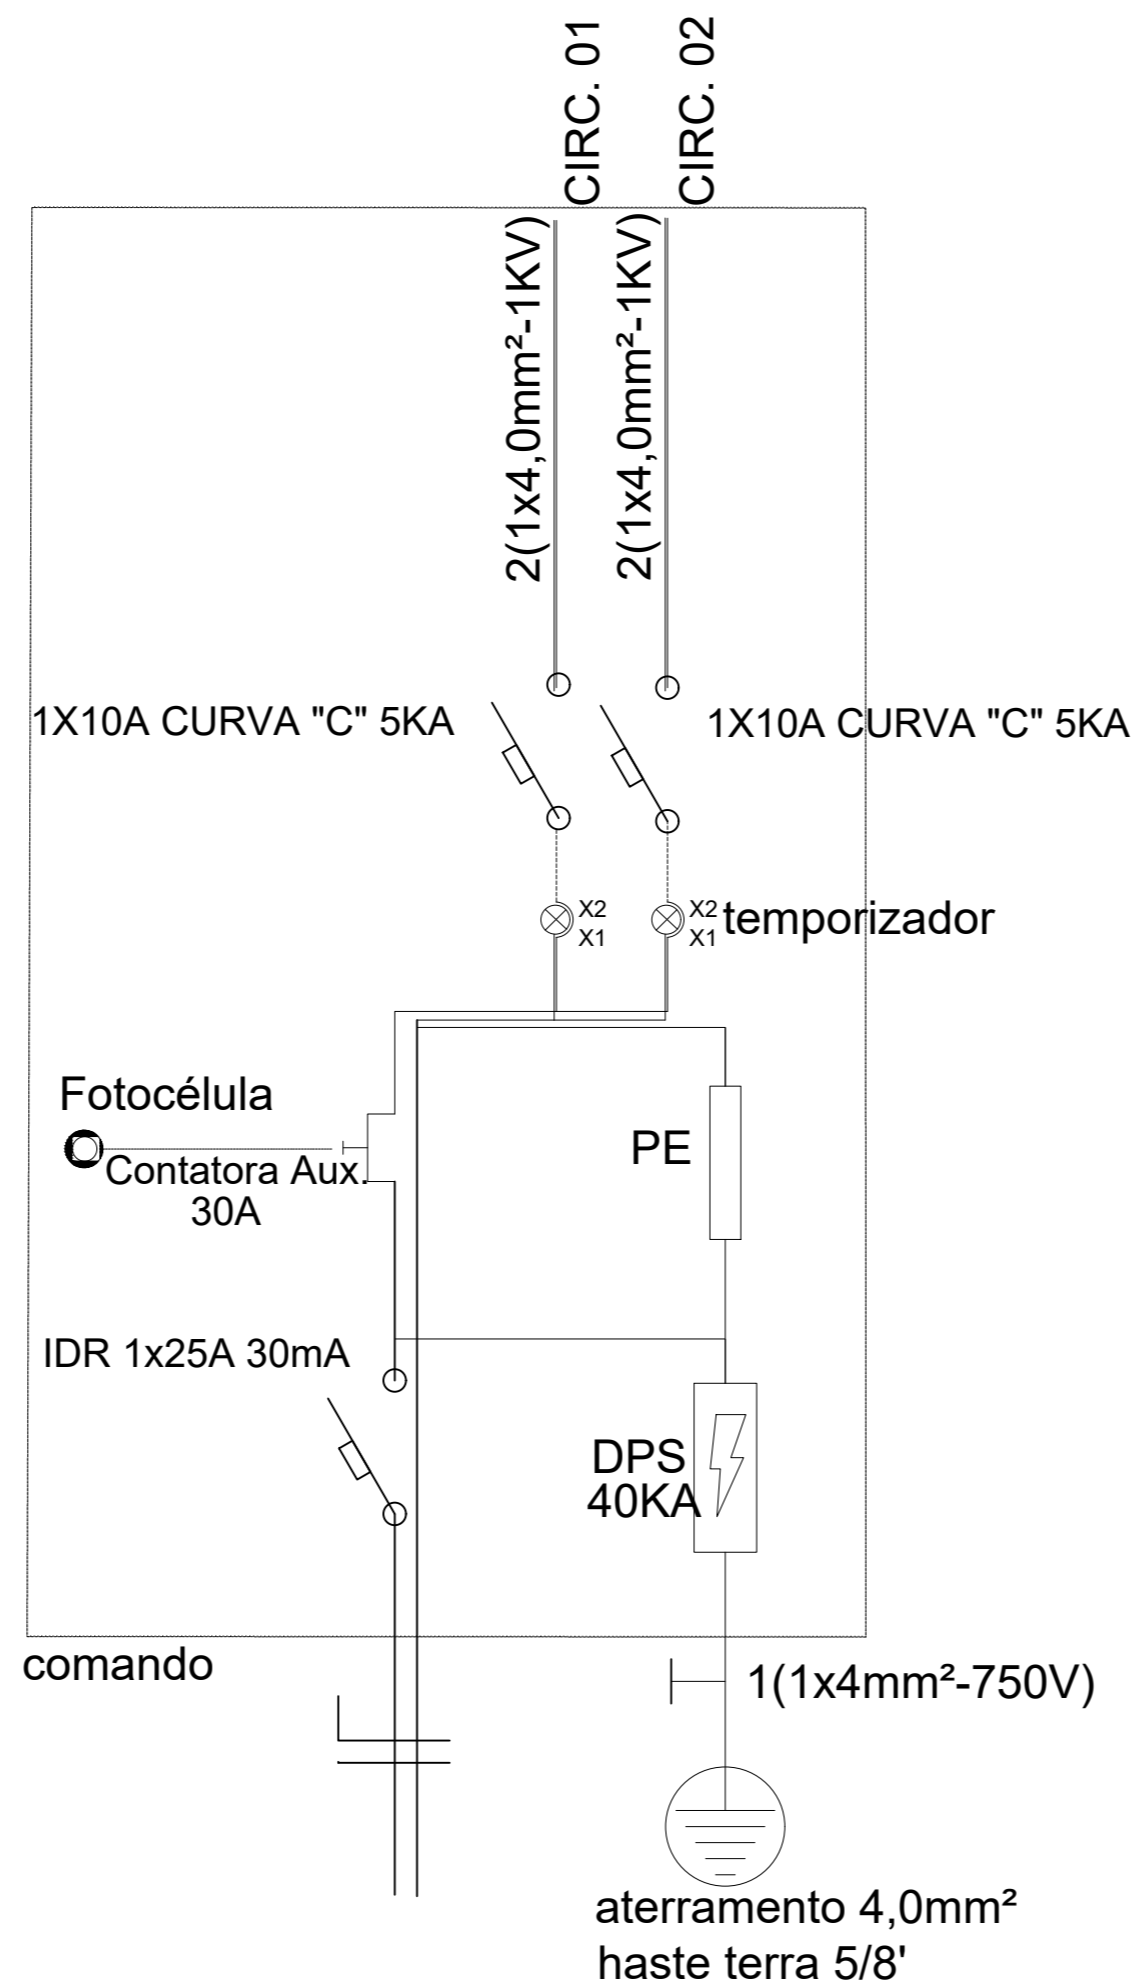 CIRC. 01
CIRC. 02
2(1x4,0mm²-1KV)
2(1x4,0mm²-1KV)
1X10A CURVA "C" 5KA
1X10A CURVA "C" 5KA
X2
X1
X2
X1
temporizador
Fotocélula
Contatora Aux.
30A
PE
IDR 1x25A 30mA
DPS
40KA
comando
1(1x4mm²-750V)
aterramento 4,0mm²
haste terra 5/8'